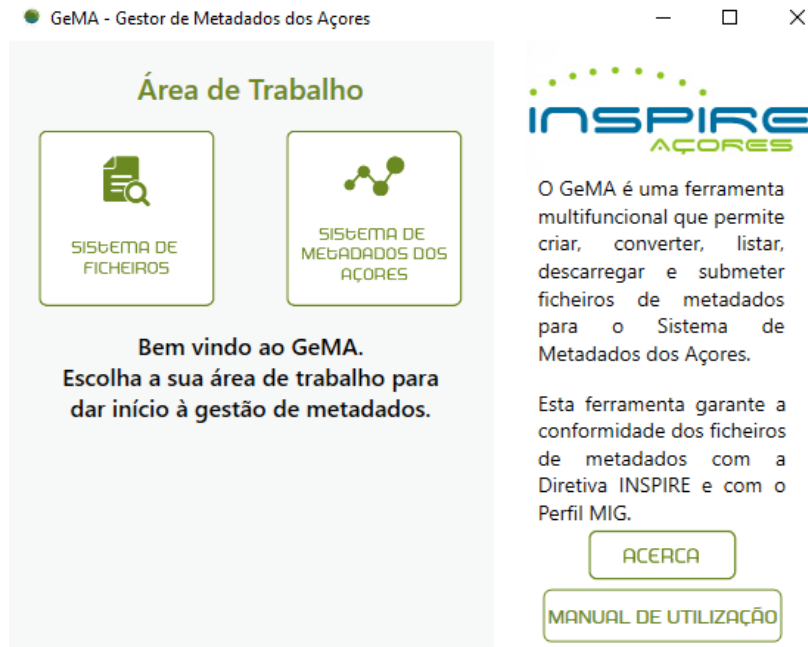 GeMA - Gestor de Metadados dos Açores
Área de Trabalho
SISTEMA DE
FICHEIROS
SISTEMA DE
METADADOS DOS
AÇORES
Bem vindo ao GeMA.
Escolha a sua área de trabalho para
dar início à gestão de metadados.
INSPIRE
AÇORES
O GeMA é uma ferramenta
multifuncional que permite
criar, converter, listar,
descarregar e submeter
ficheiros de metadados
para o Sistema de
Metadados dos Açores.
Esta ferramenta garante a
conformidade dos ficheiros
de metadados com a
Diretiva INSPIRE e com o
Perfil MIG.
ACERCA
MANUAL DE UTILIZAÇÃO